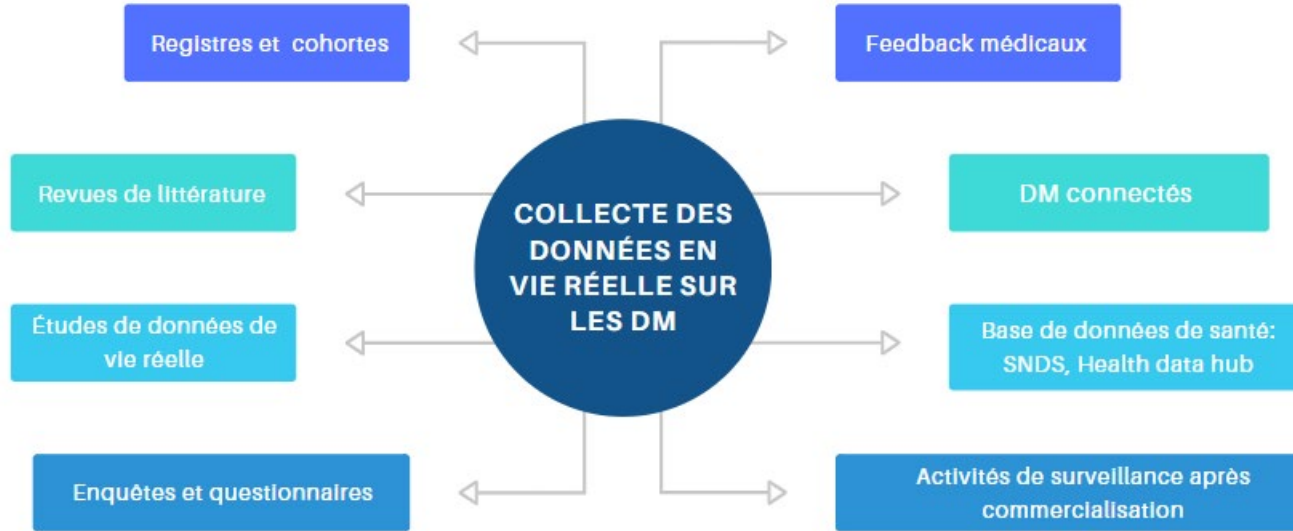 Registres et cohortes
Feedback médicaux
Revues de littérature
DM connectés
COLLECTE DES
DONNÉES EN
VIE RÉELLE SUR
LES DM
Études de données de
vie réelle
Base de données de santé:
SNDS, Health data hub
Enquêtes et questionnaires
Activités de surveillance après
commercialisation